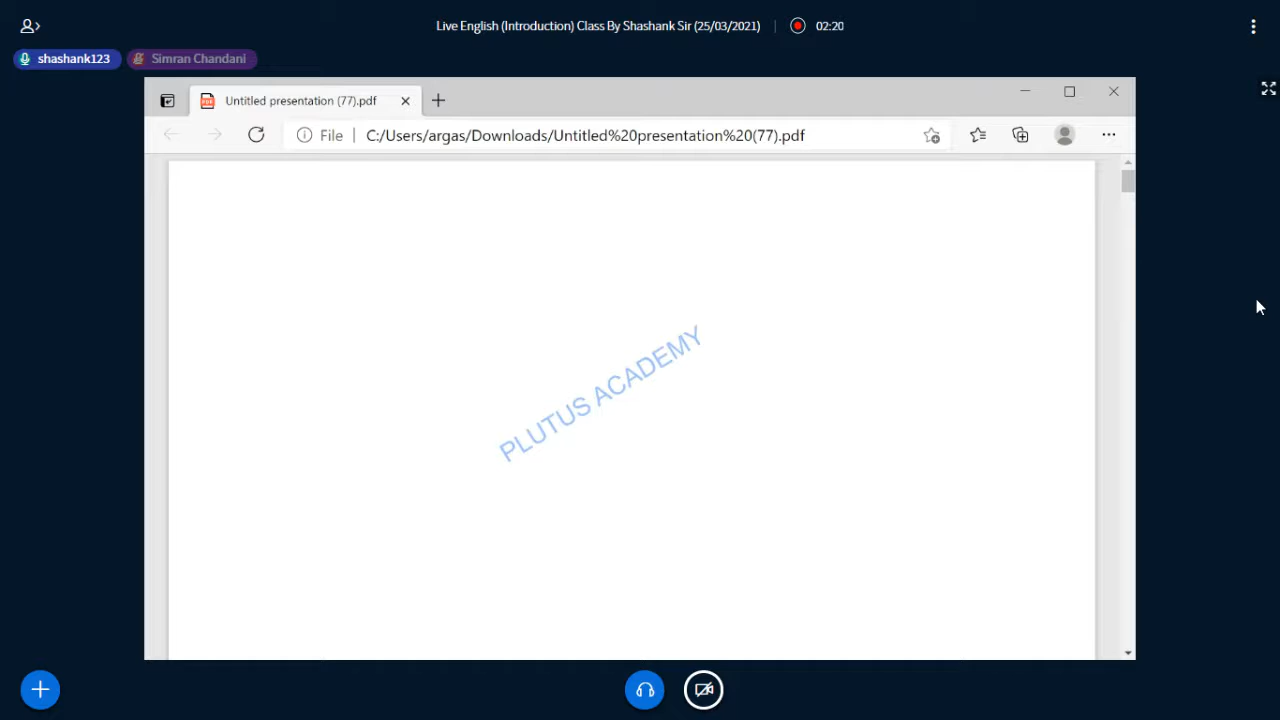 Live English (Introduction) Class By Shashank Sir (25/03/2021)
02:20
shashank123
Simran Chandani
Untitled presentation (77).pdf
File
C:/Users/argas/Downloads/Untitled%20presentation%20(77).pdf
PLUTUS ACADEMY